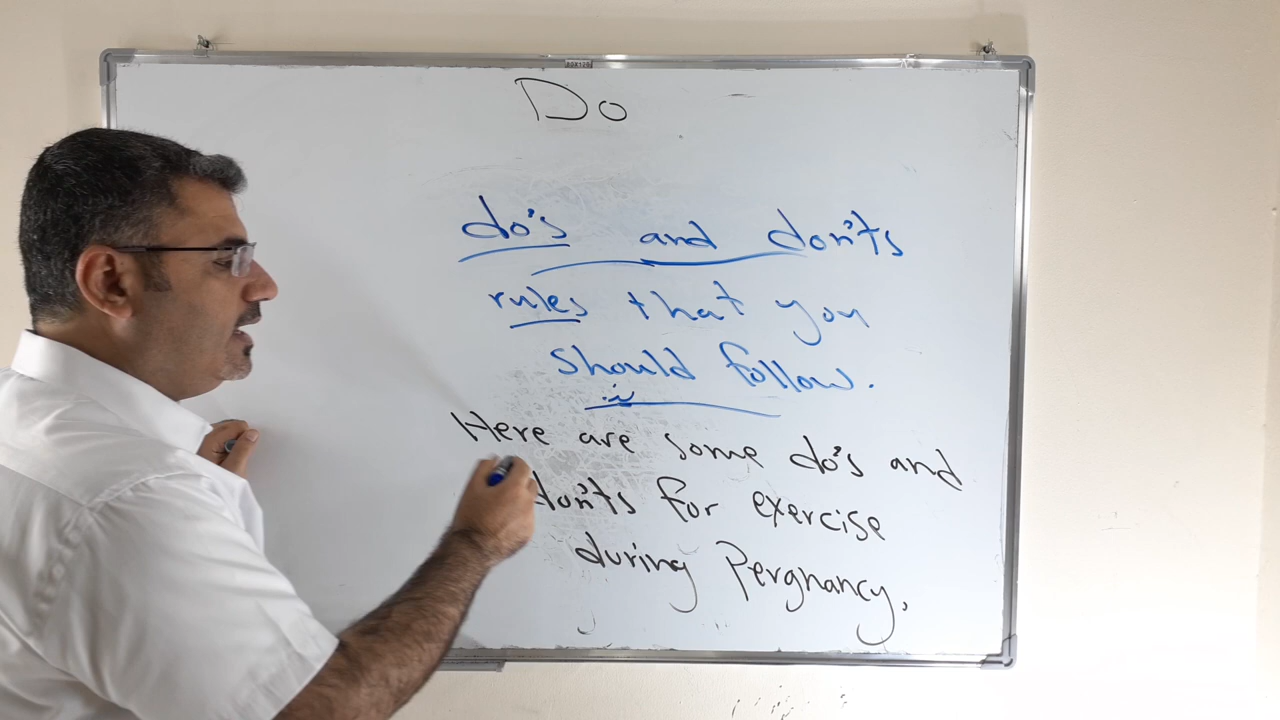 Do
do's and don'ts
rules that you
should follow.
Here are some do's and
don'ts for exercise
during Pergnancy.